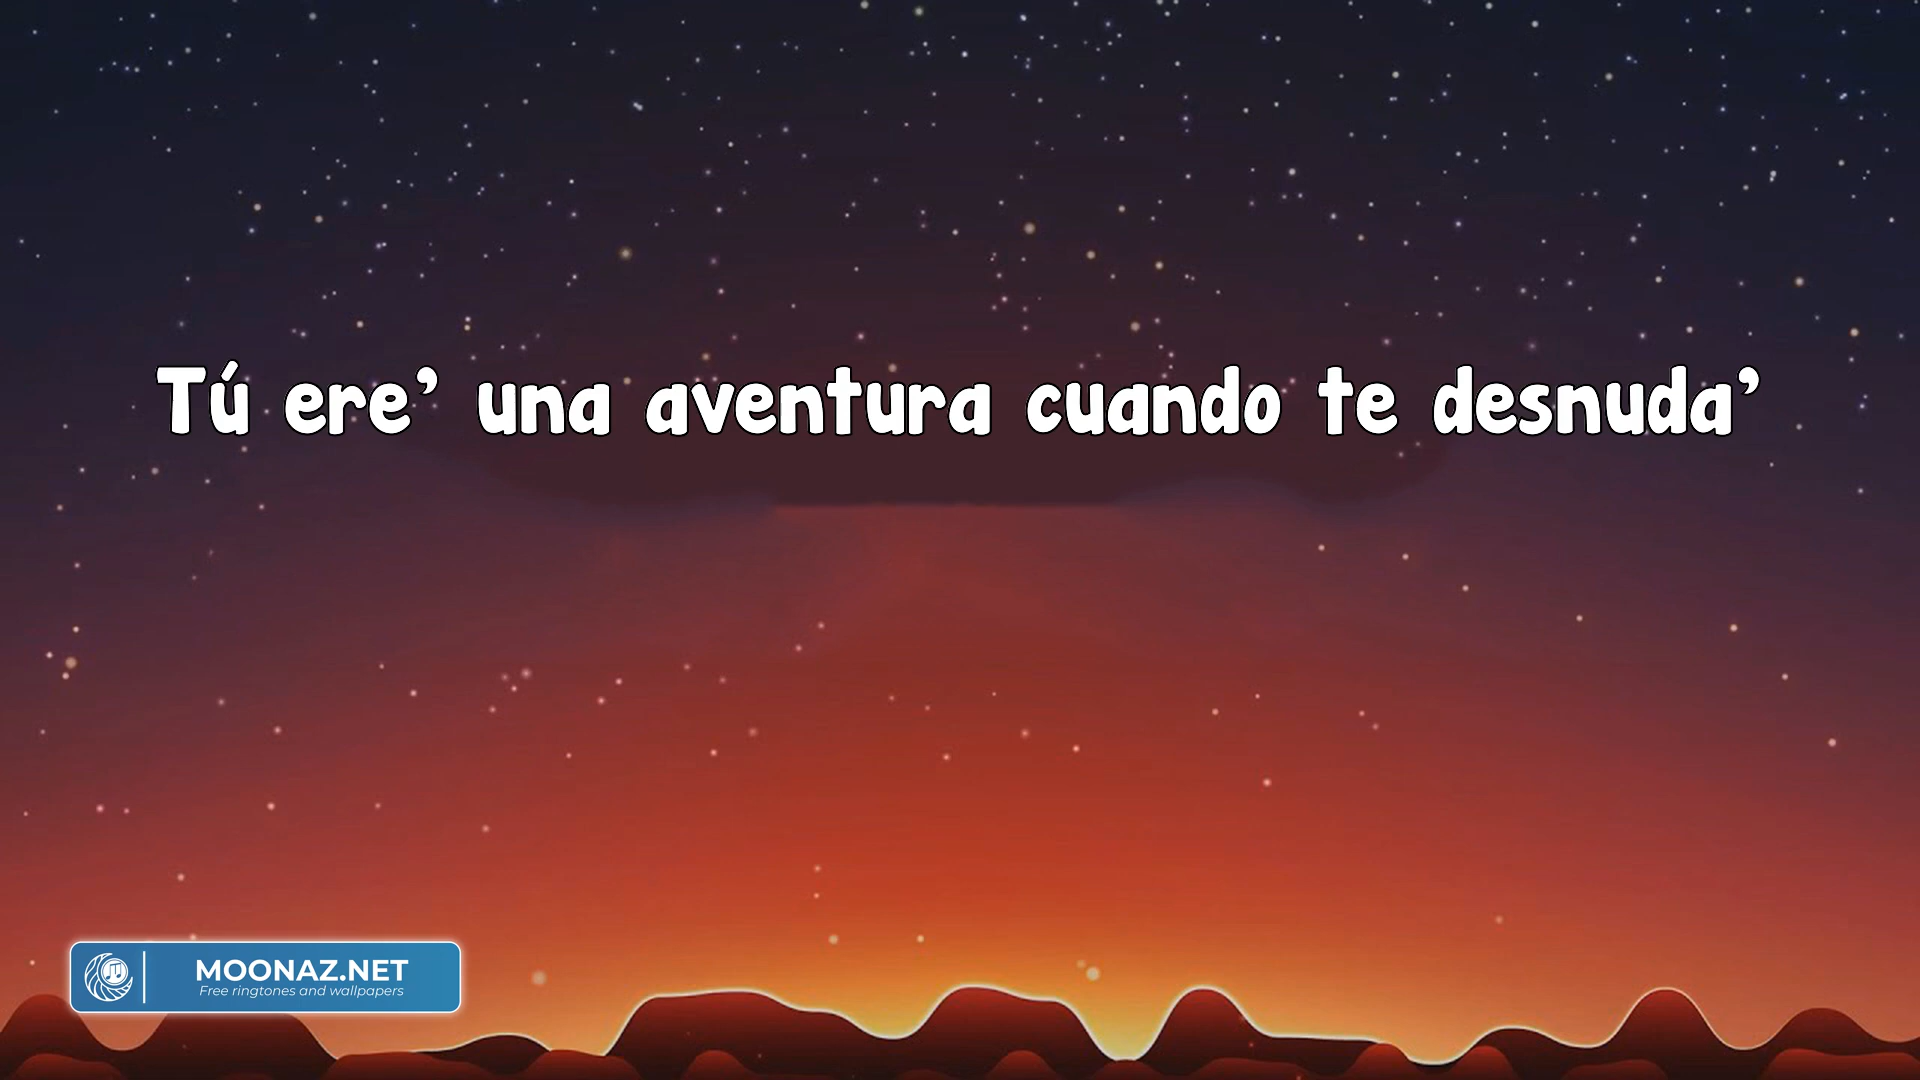 Tú ere’ una aventura cuando te desnuda’
MOONAZ.NET
Free ringtones and wallpapers